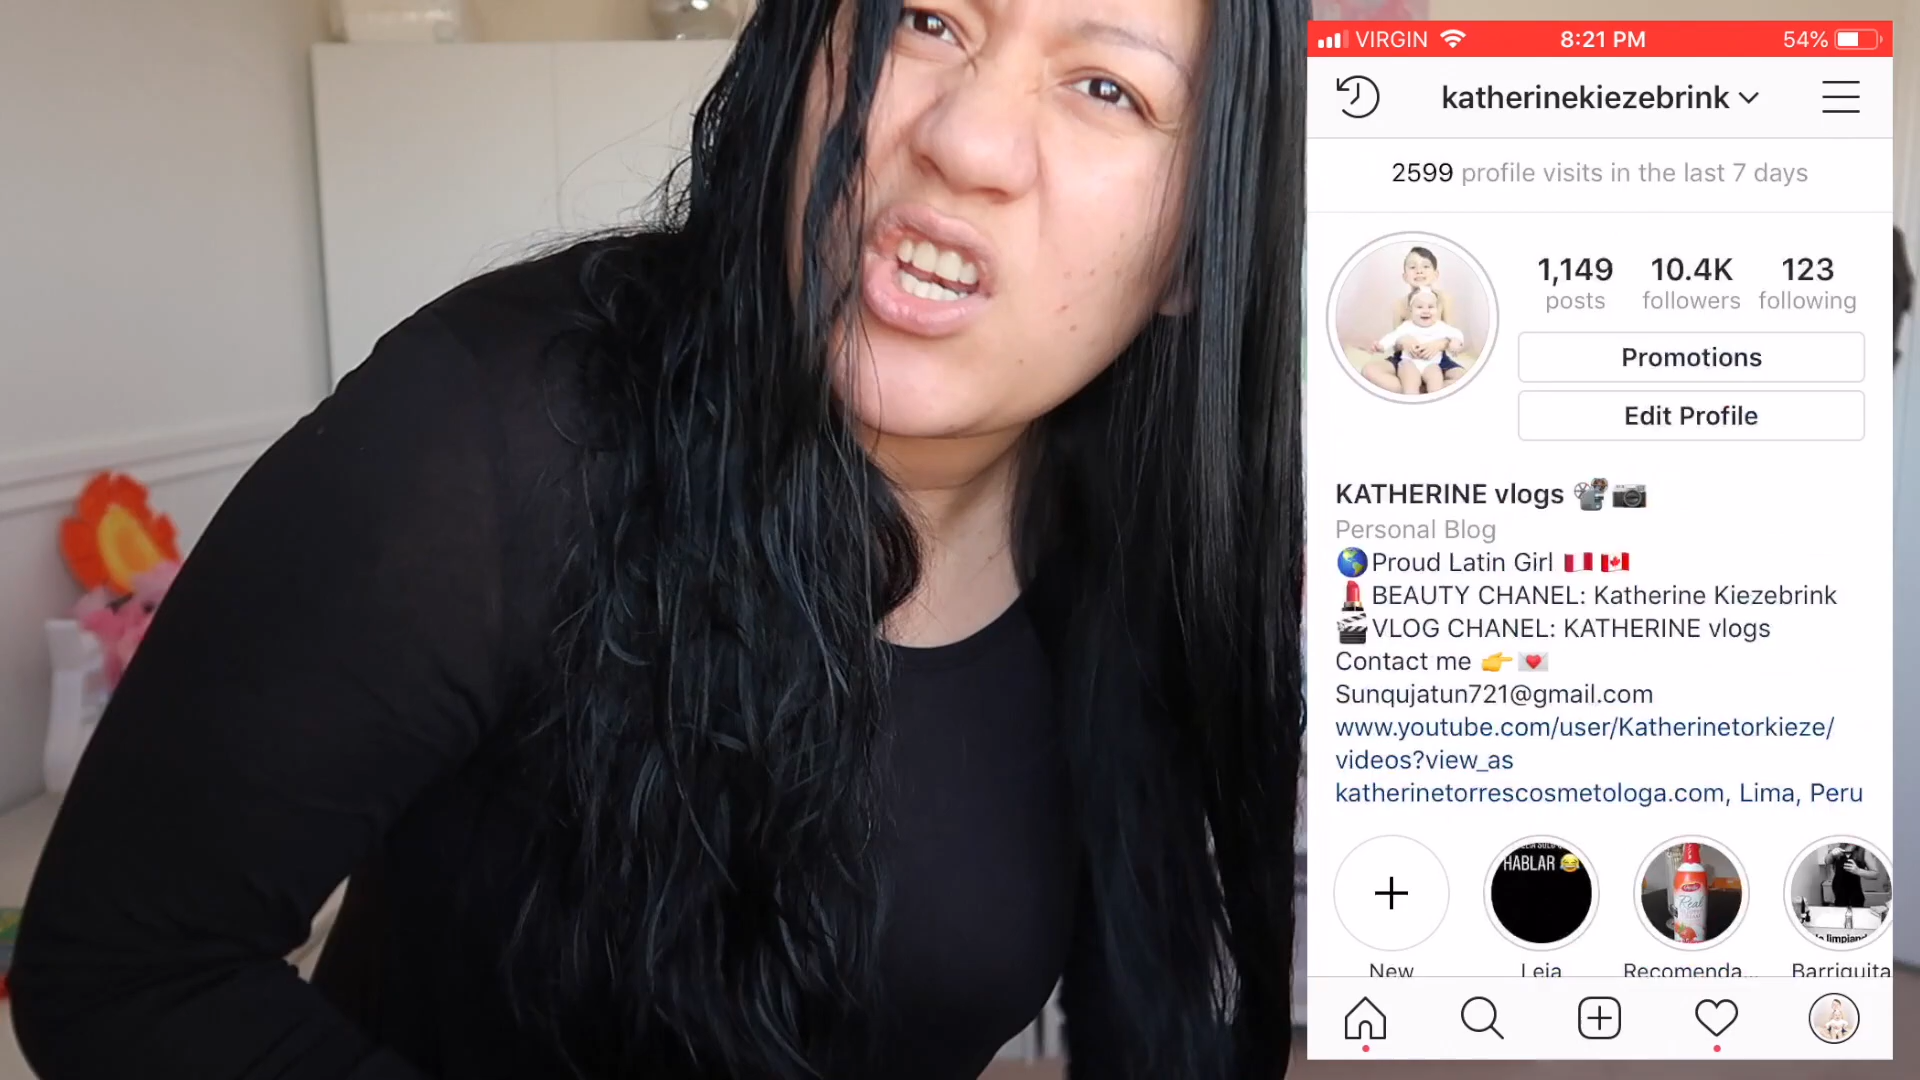 VIRGIN 8:21 PM 54%
katherinekiezebrink
2599 profile visits in the last 7 days
1,149 10.4K 123
posts followers following
Promotions
Edit Profile
KATHERINE vlogs 📽📷
Personal Blog
🌎Proud Latin Girl 🇵🇪🇨🇦
💄BEAUTY CHANEL: Katherine Kiezebrink
🎬VLOG CHANEL: KATHERINE vlogs
Contact me 👉💌
Sunqujatun721@gmail.com
www.youtube.com/user/Katherinetorkieze/
videos?view_as
katherinetorrescosmetologa.com, Lima, Peru
HABLAR 😂
Real
limpiand
New Leia Recomenda... Barriguita